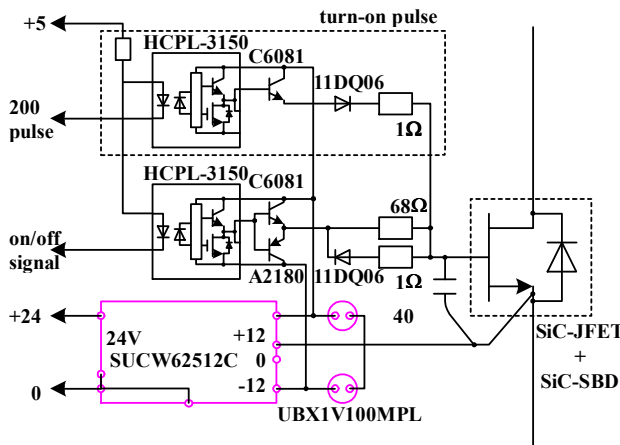 turn-on pulse
+5
HCPL-3150
C6081
11DQ06
200
pulse
1Ω
HCPL-3150
C6081
68Ω
on/off
signal
A2180
11DQ06
1Ω
+24
24V
SUCW62512C
+12
0
-12
40
SiC-JFET
+
SiC-SBD
0
UBX1V100MPL